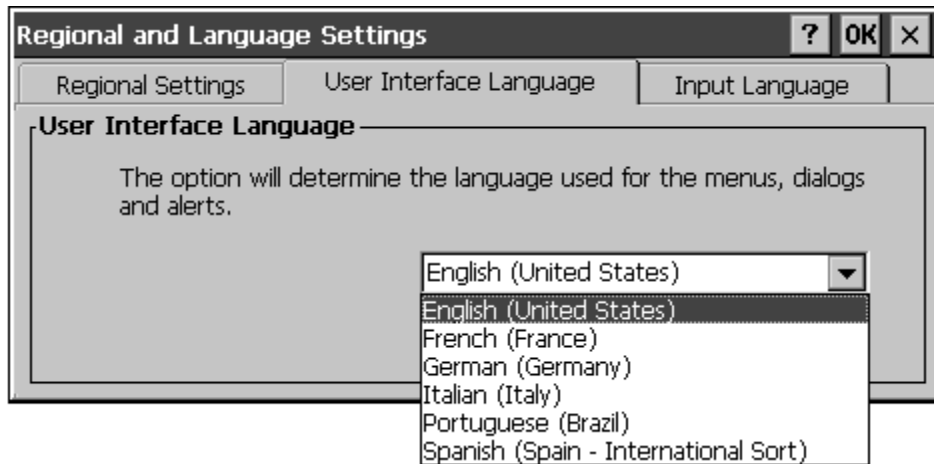 Regional and Language Settings ? OK ×
Regional Settings User Interface Language Input Language
User Interface Language
The option will determine the language used for the menus, dialogs
and alerts.
English (United States)
English (United States)
French (France)
German (Germany)
Italian (Italy)
Portuguese (Brazil)
Spanish (Spain - International Sort)